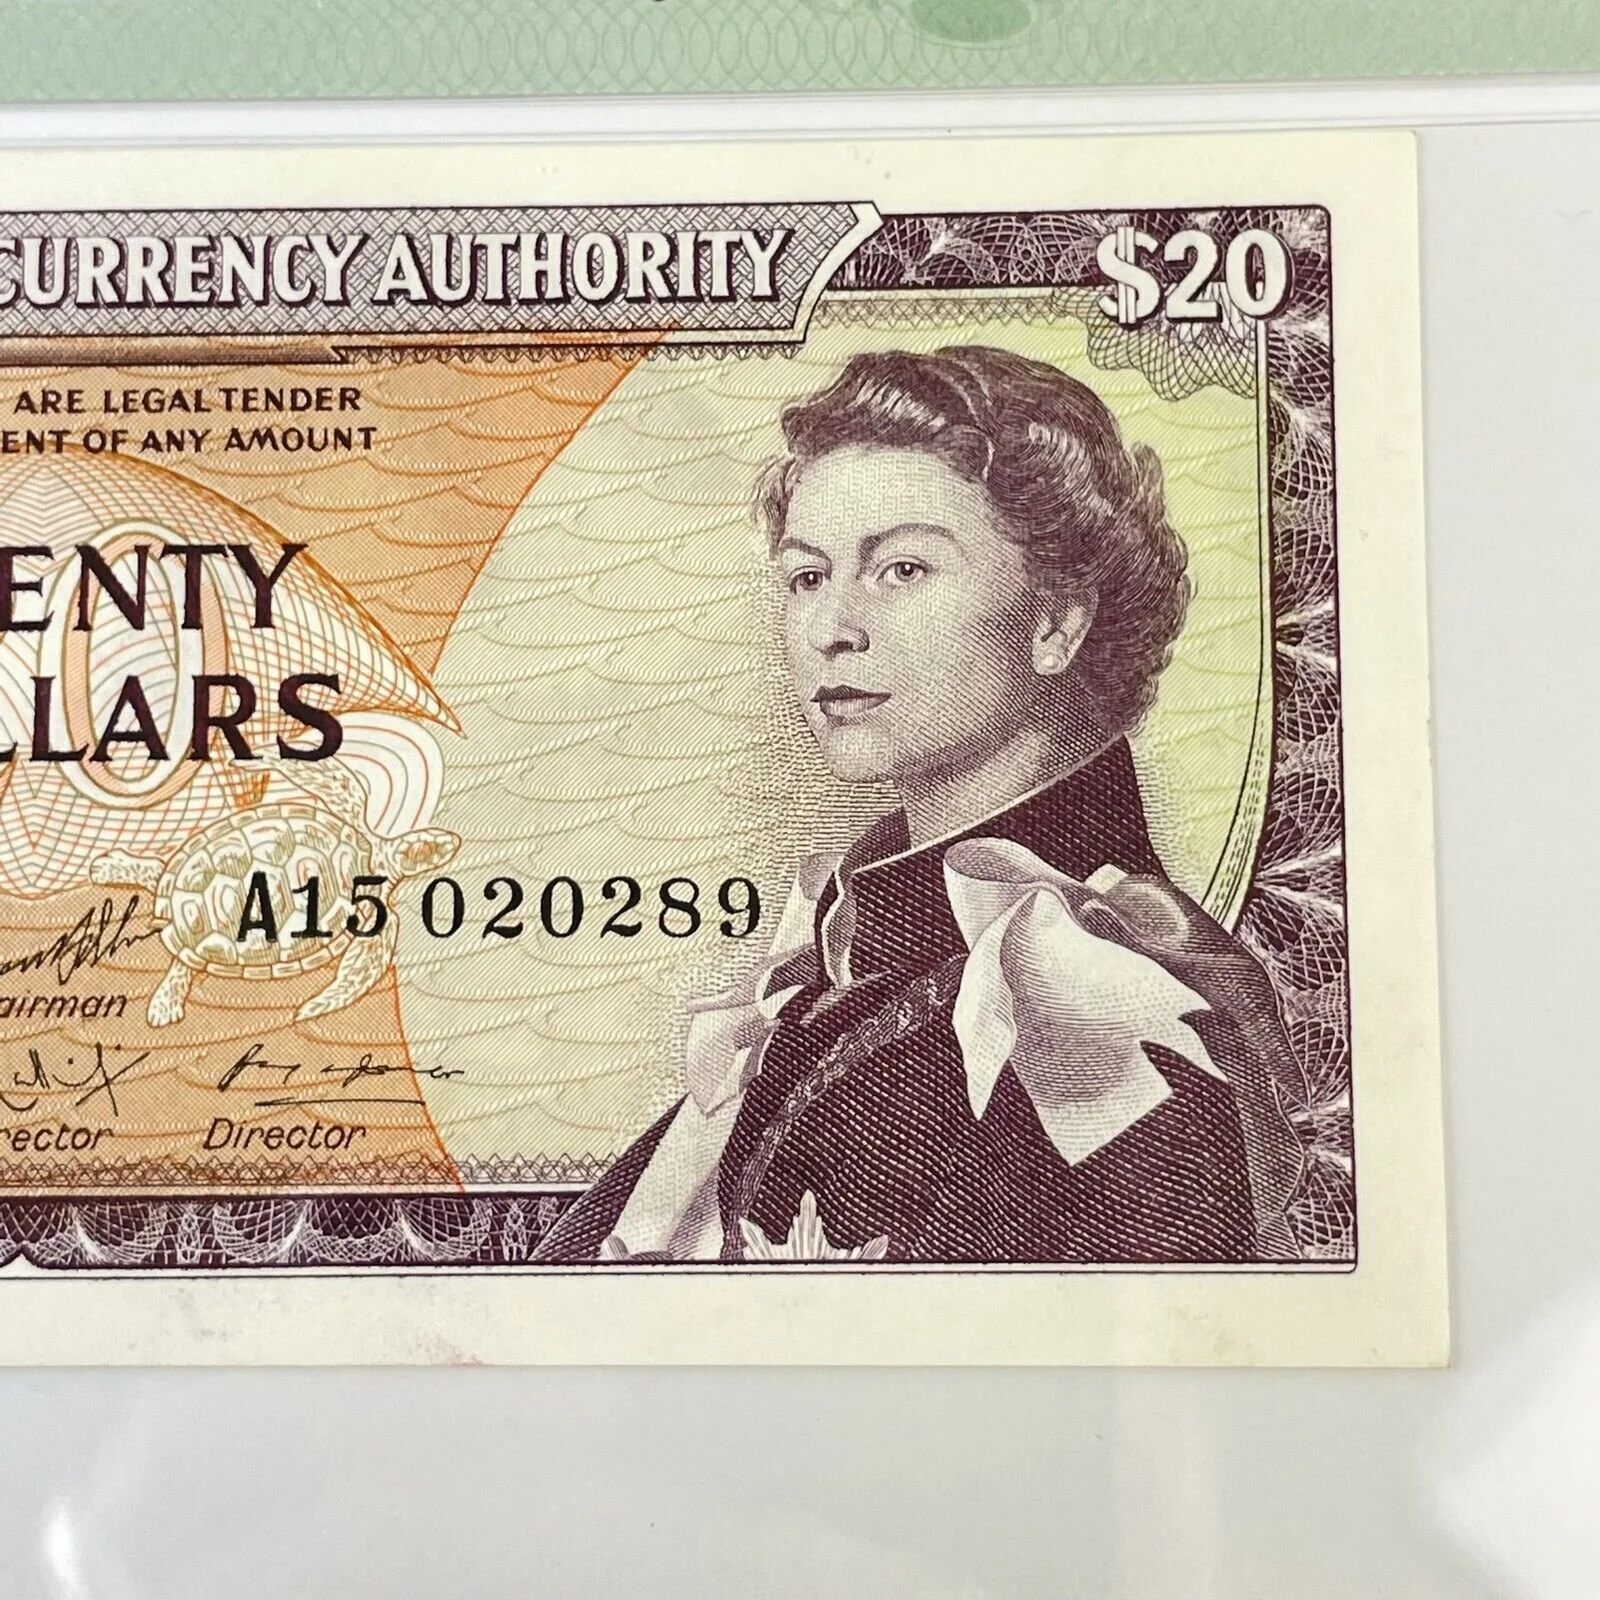 CURRENCY AUTHORITY
$20
ARE LEGAL TENDER
ENT OF ANY AMOUNT
ENTY
LLARS
A15 020289
airman
rector
Director